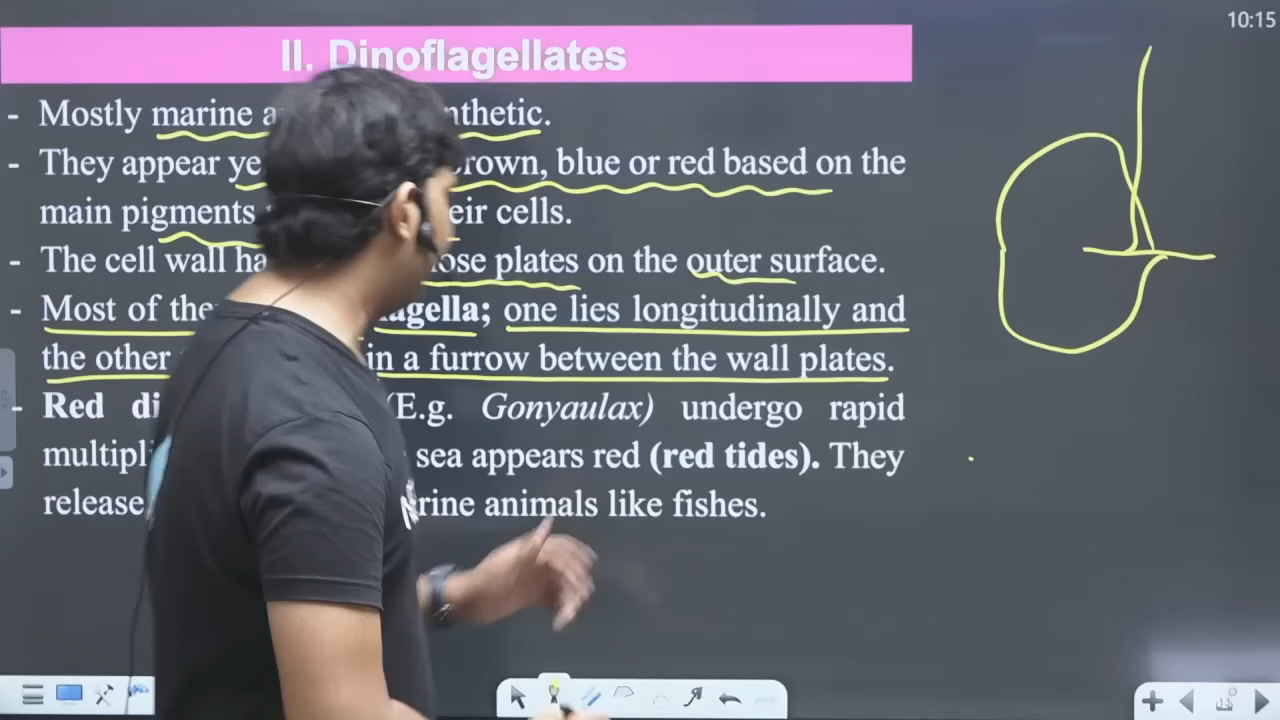 10:15
II. Dinoflagellates
- Mostly marine nthetic.
- They appear ye rown, blue or red based on the
main pigments eir cells.
- The cell wall ha lose plates on the outer surface.
- Most of the lagella; one lies longitudinally and
the other in a furrow between the wall plates.
- Red di (E.g. Gonyaulax) undergo rapid
multipli sea appears red (red tides). They
release rine animals like fishes.